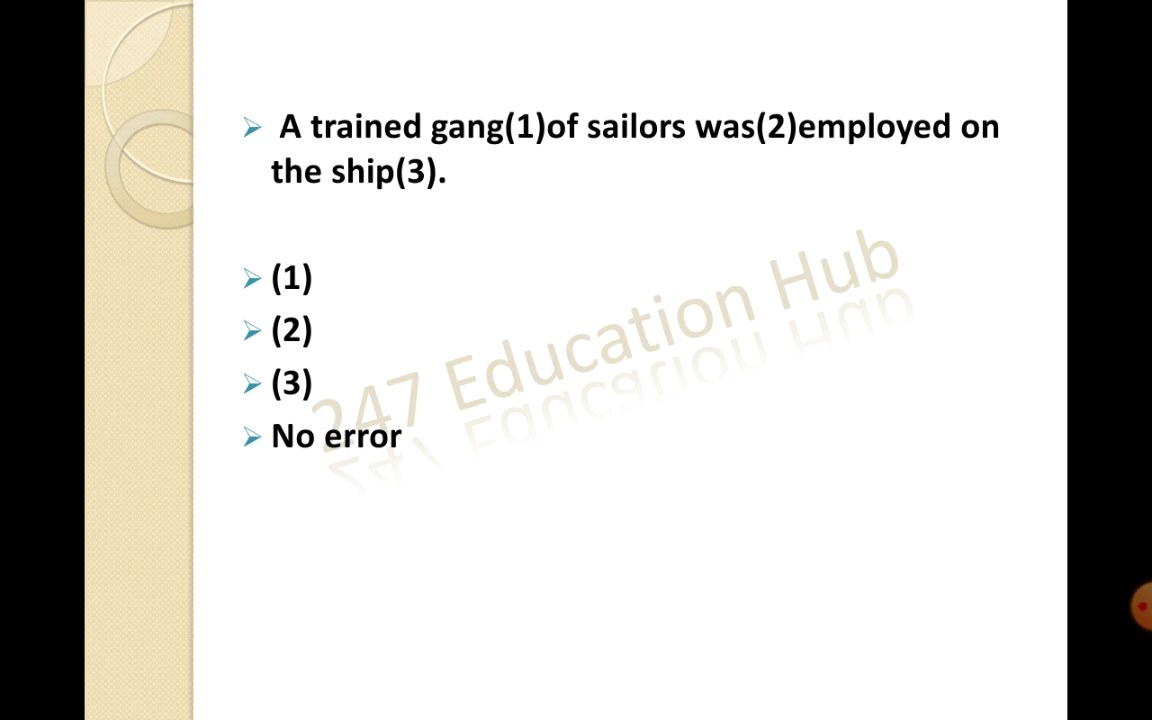 A trained gang(1)of sailors was(2)employed on
the ship(3).
(1)
(2)
(3)
No error
247 Education Hub